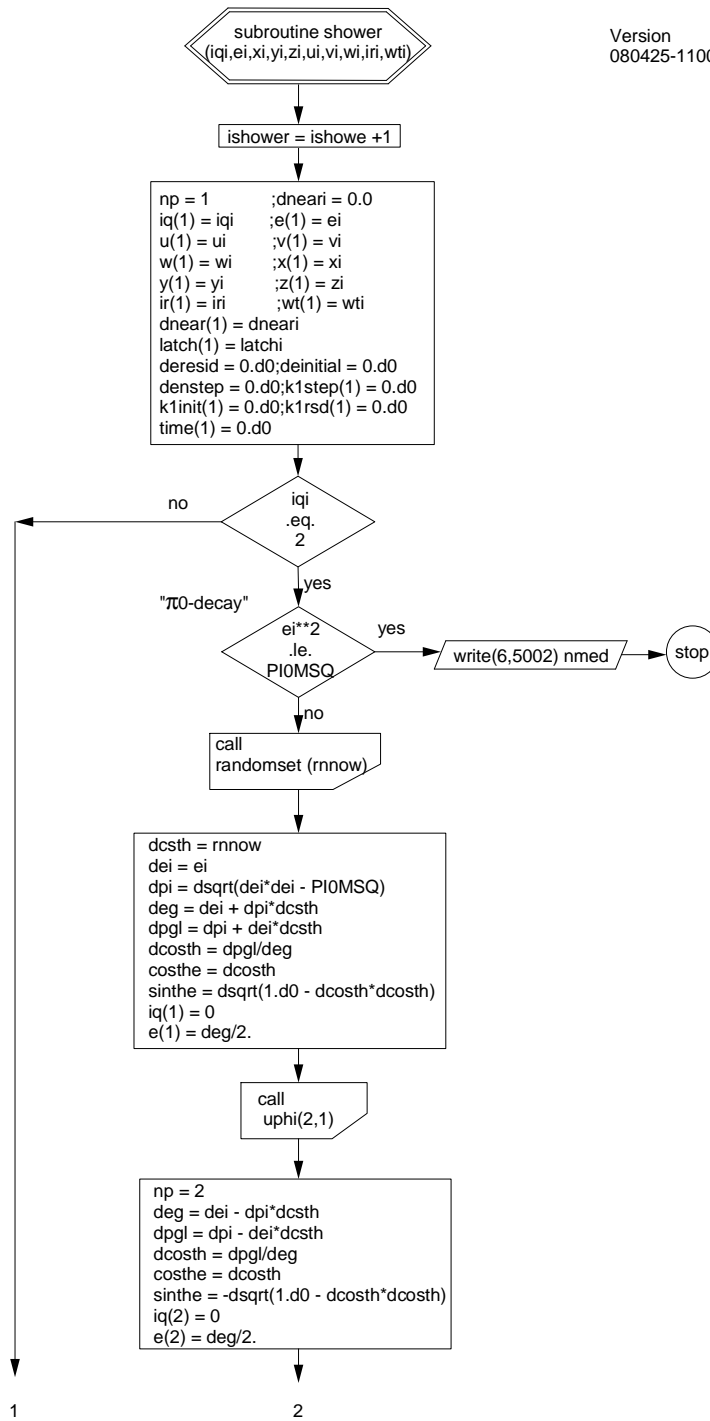 subroutine shower
(iqi,ei,xi,yi,zi,ui,vi,wi,iri,wti)
Version
080425-1100
ishower = ishowe +1
np = 1 ;dneari = 0.0
iq(1) = iqi ;e(1) = ei
u(1) = ui ;v(1) = vi
w(1) = wi ;x(1) = xi
y(1) = yi ;z(1) = zi
ir(1) = iri ;wt(1) = wti
dnear(1) = dneari
latch(1) = latchi
deresid = 0.d0;deinitial = 0.d0
denstep = 0.d0;k1step(1) = 0.d0
k1init(1) = 0.d0;k1rsd(1) = 0.d0
time(1) = 0.d0
no
iqi
.eq.
2
yes
"π0-decay"
ei**2
.le.
PI0MSQ
yes
write(6,5002) nmed
stop
no
call
randomset (rnnow)
dcsth = rnnow
dei = ei
dpi = dsqrt(dei*dei - PI0MSQ)
deg = dei + dpi*dcsth
dpgl = dpi + dei*dcsth
dcosth = dpgl/deg
costhe = dcosth
sinthe = dsqrt(1.d0 - dcosth*dcosth)
iq(1) = 0
e(1) = deg/2.
call
uphi(2,1)
np = 2
deg = dei - dpi*dcsth
dpgl = dpi - dei*dcsth
dcosth = dpgl/deg
costhe = dcosth
sinthe = -dsqrt(1.d0 - dcosth*dcosth)
iq(2) = 0
e(2) = deg/2.
1
2